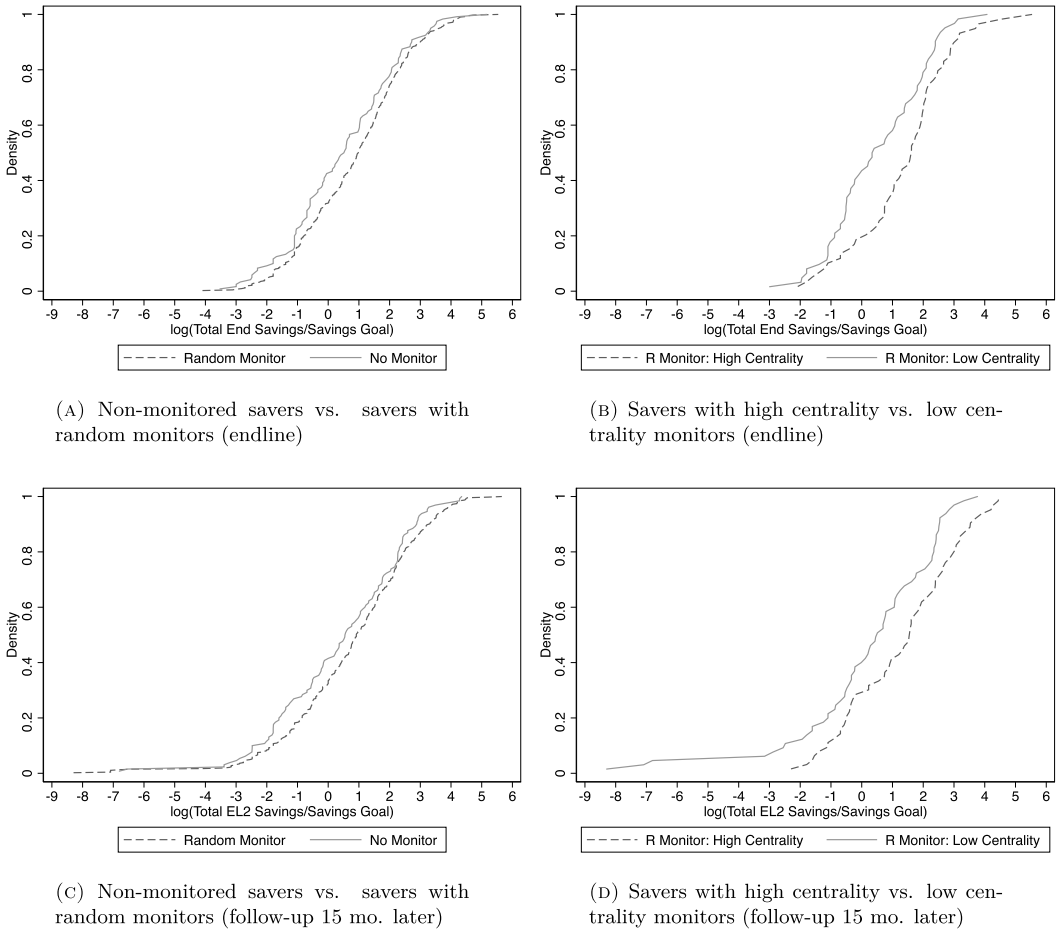 Density
1
0.8
0.6
0.4
0.2
0
-9 -8 -7 -6 -5 -4 -3 -2 -1 0 1 2 3 4 5 6
log(Total End Savings/Savings Goal)
Random Monitor No Monitor
(A) Non-monitored savers vs. savers with
random monitors (endline)
Density
1
0.8
0.6
0.4
0.2
0
-9 -8 -7 -6 -5 -4 -3 -2 -1 0 1 2 3 4 5 6
log(Total End Savings/Savings Goal)
R Monitor: High Centrality R Monitor: Low Centrality
(B) Savers with high centrality vs. low cen-
trality monitors (endline)
Density
1
0.8
0.6
0.4
0.2
0
-9 -8 -7 -6 -5 -4 -3 -2 -1 0 1 2 3 4 5 6
log(Total EL2 Savings/Savings Goal)
Random Monitor No Monitor
(C) Non-monitored savers vs. savers with
random monitors (follow-up 15 mo. later)
Density
1
0.8
0.6
0.4
0.2
0
-9 -8 -7 -6 -5 -4 -3 -2 -1 0 1 2 3 4 5 6
log(Total EL2 Savings/Savings Goal)
R Monitor: High Centrality R Monitor: Low Centrality
(D) Savers with high centrality vs. low cen-
trality monitors (follow-up 15 mo. later)